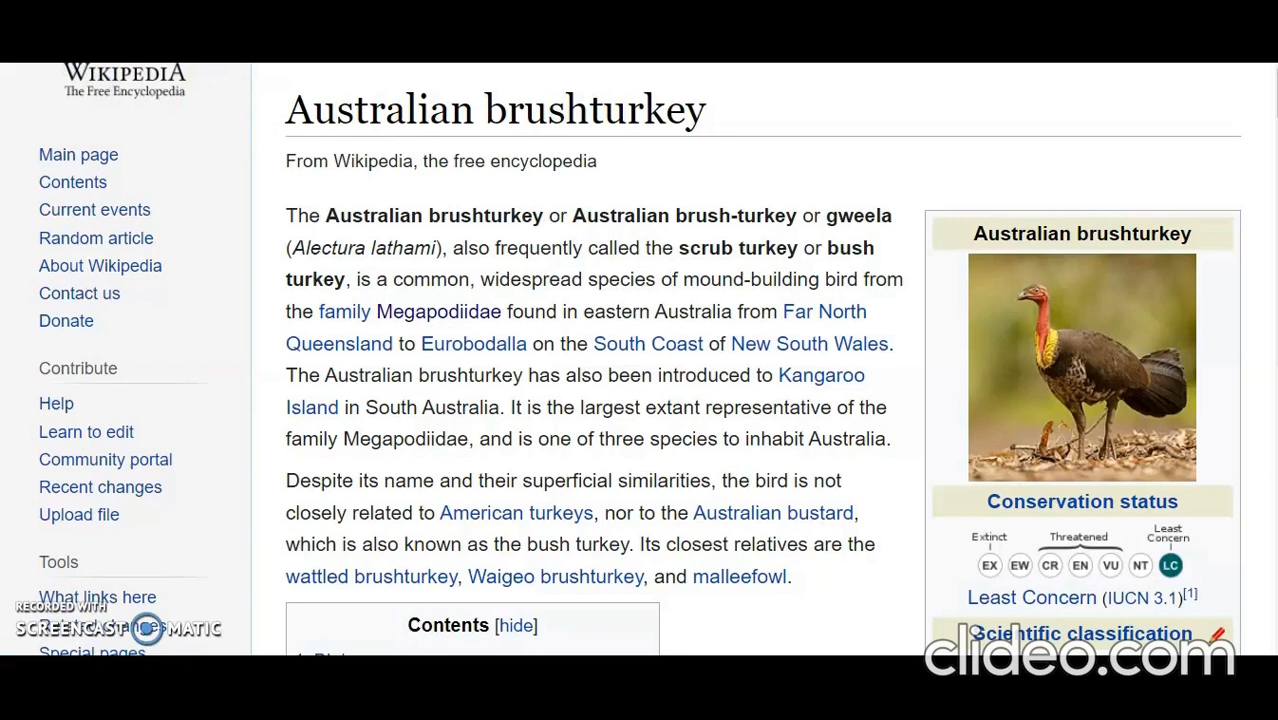 WIKIPEDIA
The Free Encyclopedia
Main page
Contents
Current events
Random article
About Wikipedia
Contact us
Donate
Contribute
Help
Learn to edit
Community portal
Recent changes
Upload file
Tools
What links here
Related changes
Special pages
RECORDED WITH
SCREENCAST MATIC
Australian brushturkey
From Wikipedia, the free encyclopedia
The Australian brushturkey or Australian brush-turkey or gweela
(Alectura lathami), also frequently called the scrub turkey or bush
turkey, is a common, widespread species of mound-building bird from
the family Megapodiidae found in eastern Australia from Far North
Queensland to Eurobodalla on the South Coast of New South Wales.
The Australian brushturkey has also been introduced to Kangaroo
Island in South Australia. It is the largest extant representative of the
family Megapodiidae, and is one of three species to inhabit Australia.
Despite its name and their superficial similarities, the bird is not
closely related to American turkeys, nor to the Australian bustard,
which is also known as the bush turkey. Its closest relatives are the
wattled brushturkey, Waigeo brushturkey, and malleefowl.
Contents [hide]
Australian brushturkey
Conservation status
Extinct Threatened Least
Concern
EX EW CR EN VU NT LC
Least Concern (IUCN 3.1)[1]
Scientific classification
clideo.com